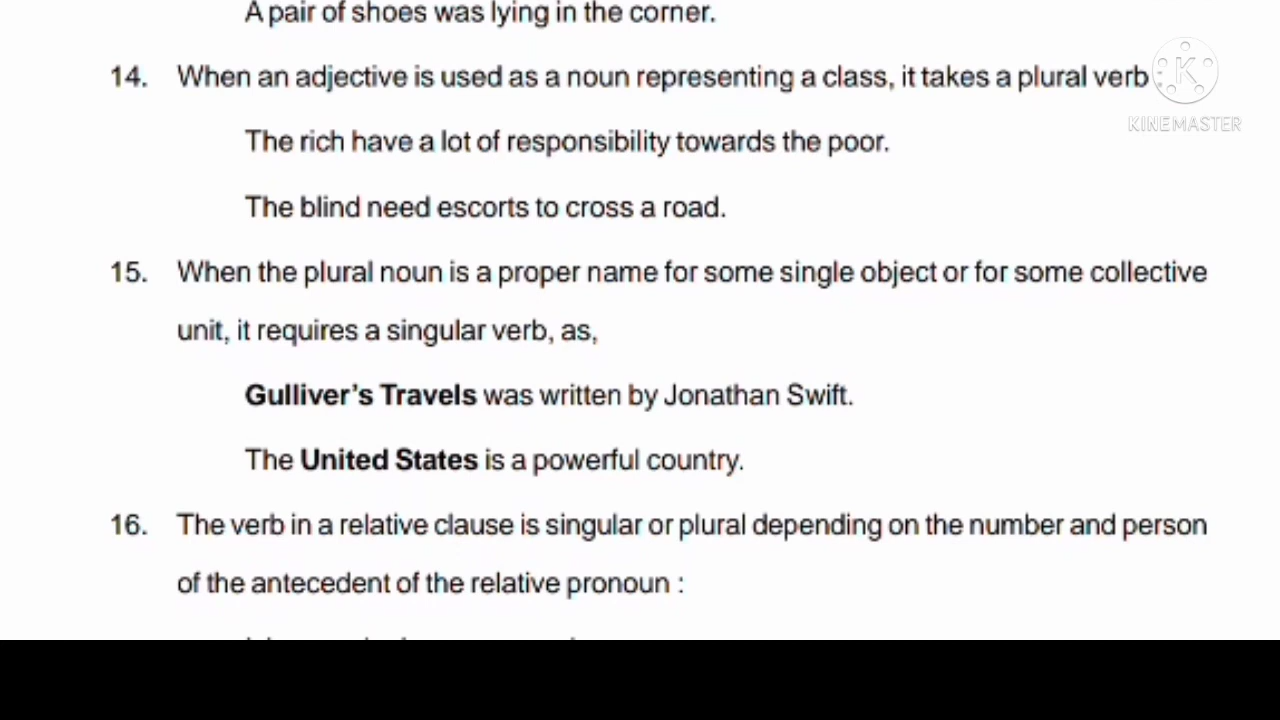 A pair of shoes was lying in the corner.
14. When an adjective is used as a noun representing a class, it takes a plural verb :
K
KINEMASTER
The rich have a lot of responsibility towards the poor.
The blind need escorts to cross a road.
15. When the plural noun is a proper name for some single object or for some collective
unit, it requires a singular verb, as,
Gulliver's Travels was written by Jonathan Swift.
The United States is a powerful country.
16. The verb in a relative clause is singular or plural depending on the number and person
of the antecedent of the relative pronoun :